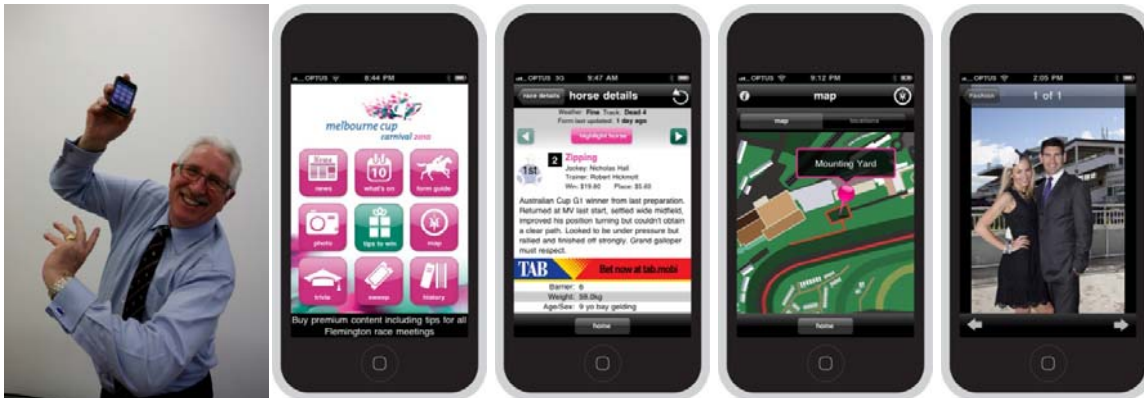 OPTUS 8:44 PM
melbourne cup
carnival 2010
news
what's on
10
form guide
photo
tips to win
map
trivia
sweep
history
Buy premium content including tips for all
Flemington race meetings
OPTUS 3G 9:47 AM
race details horse details
Weather: Fine Track: Dead 4
Form last updated: 1 day ago
highlight horse
1st 2 Zipping
Jockey: Nicholas Hall
Trainer: Robert Hickmott
Win: $19.60 Place: $5.60
Australian Cup G1 winner from last preparation.
Returned at MV last start, settled wide midfield,
improved his position turning but couldn't obtain
a clear path. Looked to be under pressure but
rallied and finished off strongly. Grand galloper
must respect.
TAB Bet now at tab.mobi
Barrier: 6
Weight: 59.0kg
Age/Sex: 9 yo bay gelding
home
OPTUS 9:12 PM
map
map locations
Mounting Yard
home
OPTUS 2:05 PM
Fashion 1 of 1